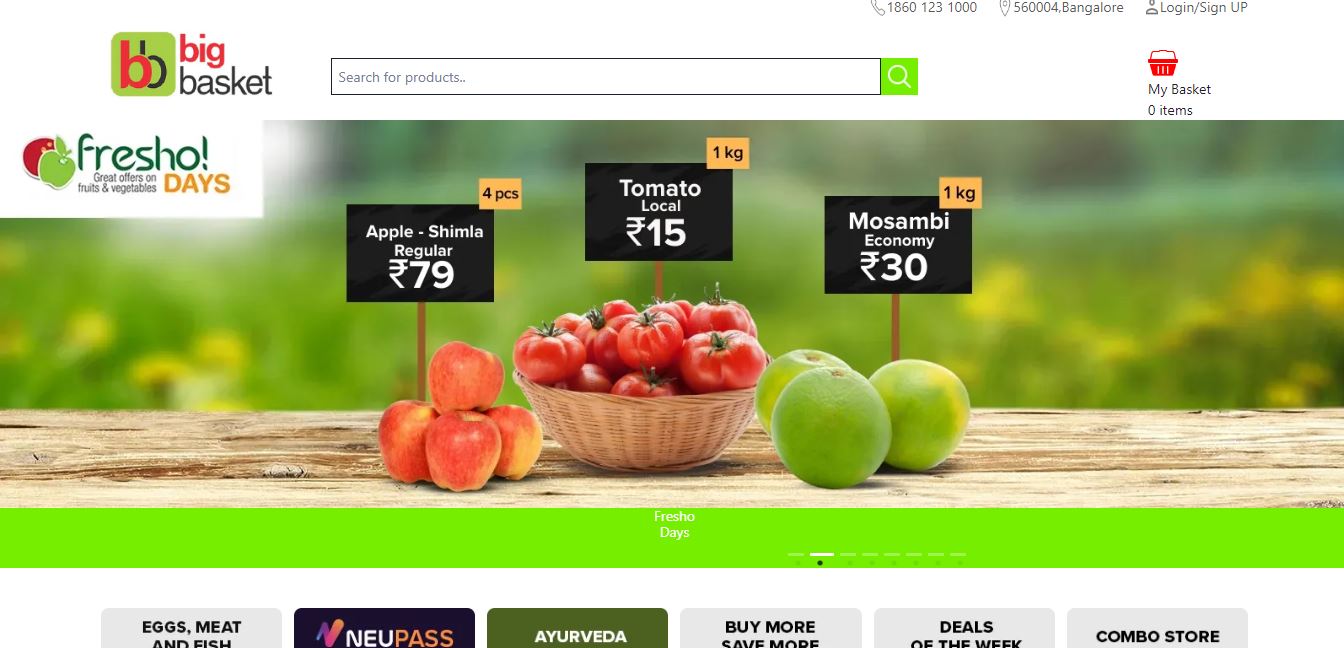 1860 123 1000
560004,Bangalore
Login/Sign UP
bb big
basket
Search for products..
My Basket
0 items
fresho!
Great offers on
fruits & vegetables DAYS
4 pcs
Apple - Shimla
Regular
₹79
1 kg
Tomato
Local
₹15
1 kg
Mosambi
Economy
₹30
Fresho
Days
EGGS, MEAT
AND FISH
NEUPASS
AYURVEDA
BUY MORE
SAVE MORE
DEALS
OF THE WEEK
COMBO STORE